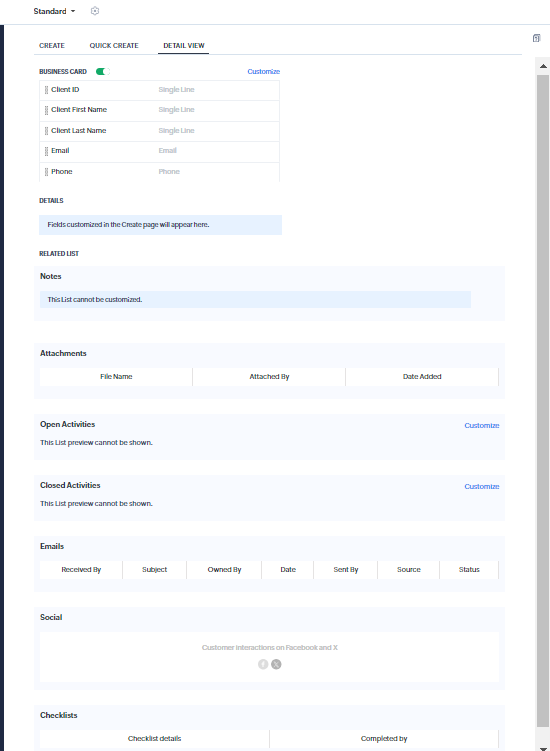 Standard
CREATE QUICK CREATE DETAIL VIEW
BUSINESS CARD Customize
Client ID Single Line
Client First Name Single Line
Client Last Name Single Line
Email Email
Phone Phone
DETAILS
Fields customized in the Create page will appear here.
RELATED LIST
Notes
This List cannot be customized.
Attachments
File Name Attached By Date Added
Open Activities Customize
This List preview cannot be shown.
Closed Activities Customize
This List preview cannot be shown.
Emails
Received By Subject Owned By Date Sent By Source Status
Social
Customer interactions on Facebook and X
Checklists
Checklist details Completed by